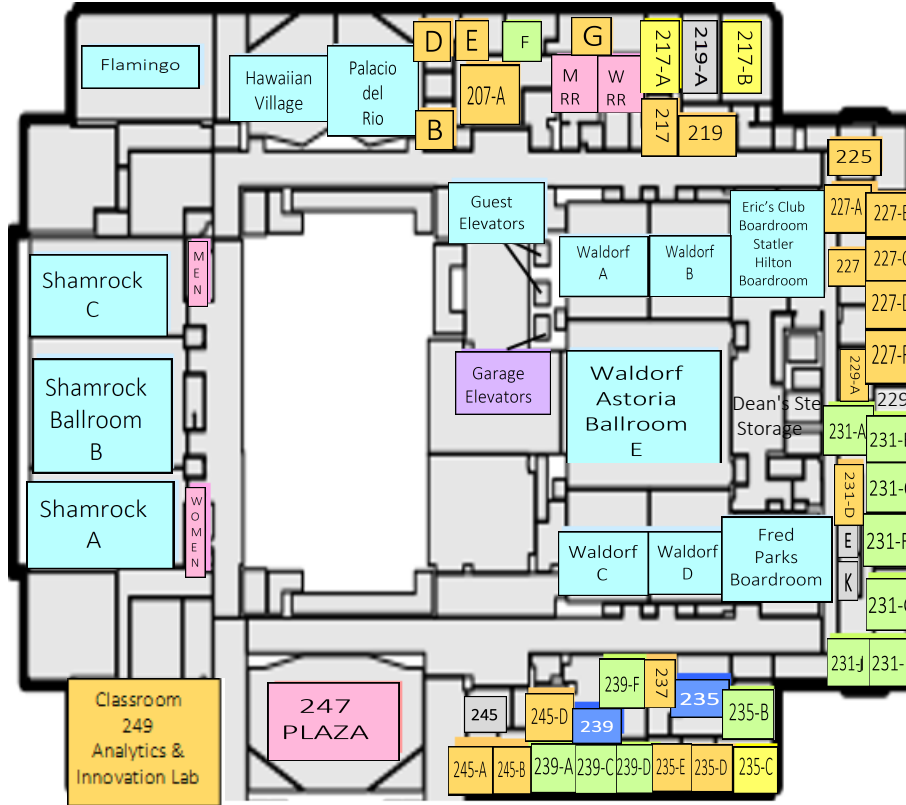 Flamingo
Hawaiian
Village
Palacio
del
Rio
D
E
F
G
207-A
B
M
RR
W
RR
217-A
219-A
217-B
217
219
225
227-A
227
227-D
229-A
229
Guest
Elevators
Garage
Elevators
Waldorf
A
Waldorf
B
Eric's Club
Boardroom
Statler
Hilton
Boardroom
MEN
Shamrock
C
Shamrock
Ballroom
B
Shamrock
A
WOMEN
Waldorf
Astoria
Ballroom
E
Dean's Ste
Storage
231-A
231-D
E
K
231-J
231-
Waldorf
C
Waldorf
D
Fred
Parks
Boardroom
Classroom
249
Analytics &
Innovation Lab
247
PLAZA
245
245-D
239
239-F
237
235
235-B
245-A
245-B
239-A
239-C
239-D
235-E
235-D
235-C